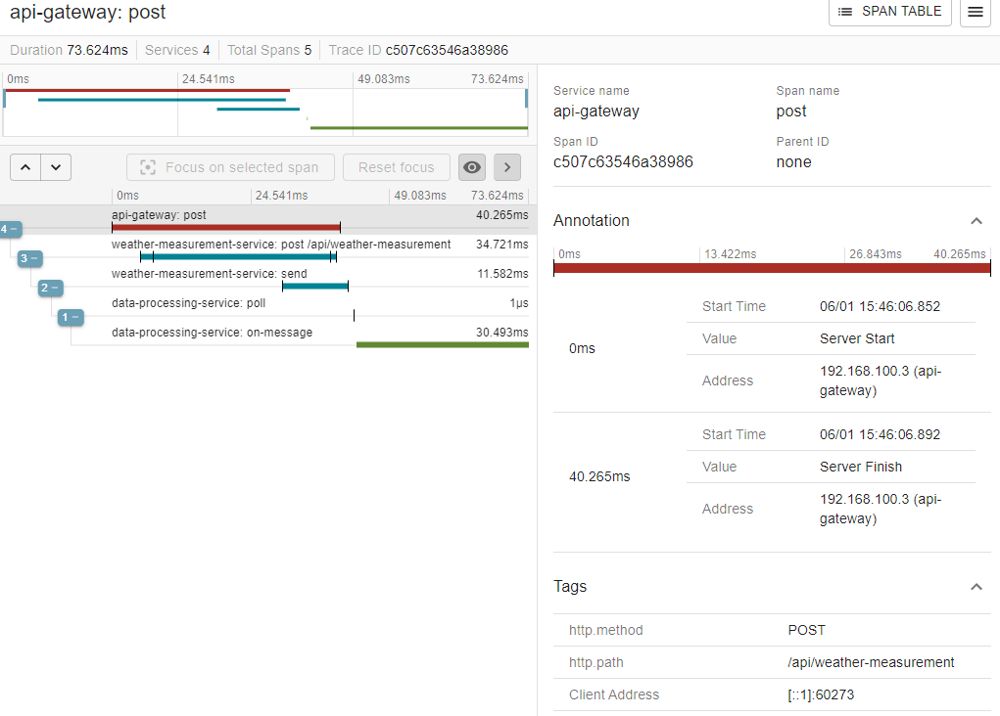 api-gateway: post
SPAN TABLE
Duration 73.624ms Services 4 Total Spans 5 Trace ID c507c63546a38986
0ms 24.541ms 49.083ms 73.624ms
Focus on selected span Reset focus
0ms 24.541ms 49.083ms 73.624ms
api-gateway: post 40.265ms
4 −
weather-measurement-service: post /api/weather-measurement 34.721ms
3 −
weather-measurement-service: send 11.582ms
2 −
data-processing-service: poll 1μs
1 −
data-processing-service: on-message 30.493ms
Service name Span name
api-gateway post
Span ID Parent ID
c507c63546a38986 none
Annotation
0ms 13.422ms 26.843ms 40.265ms
0ms
Start Time 06/01 15:46:06.852
Value Server Start
Address 192.168.100.3 (api-
gateway)
40.265ms
Start Time 06/01 15:46:06.892
Value Server Finish
Address 192.168.100.3 (api-
gateway)
Tags
http.method POST
http.path /api/weather-measurement
Client Address [::1]:60273